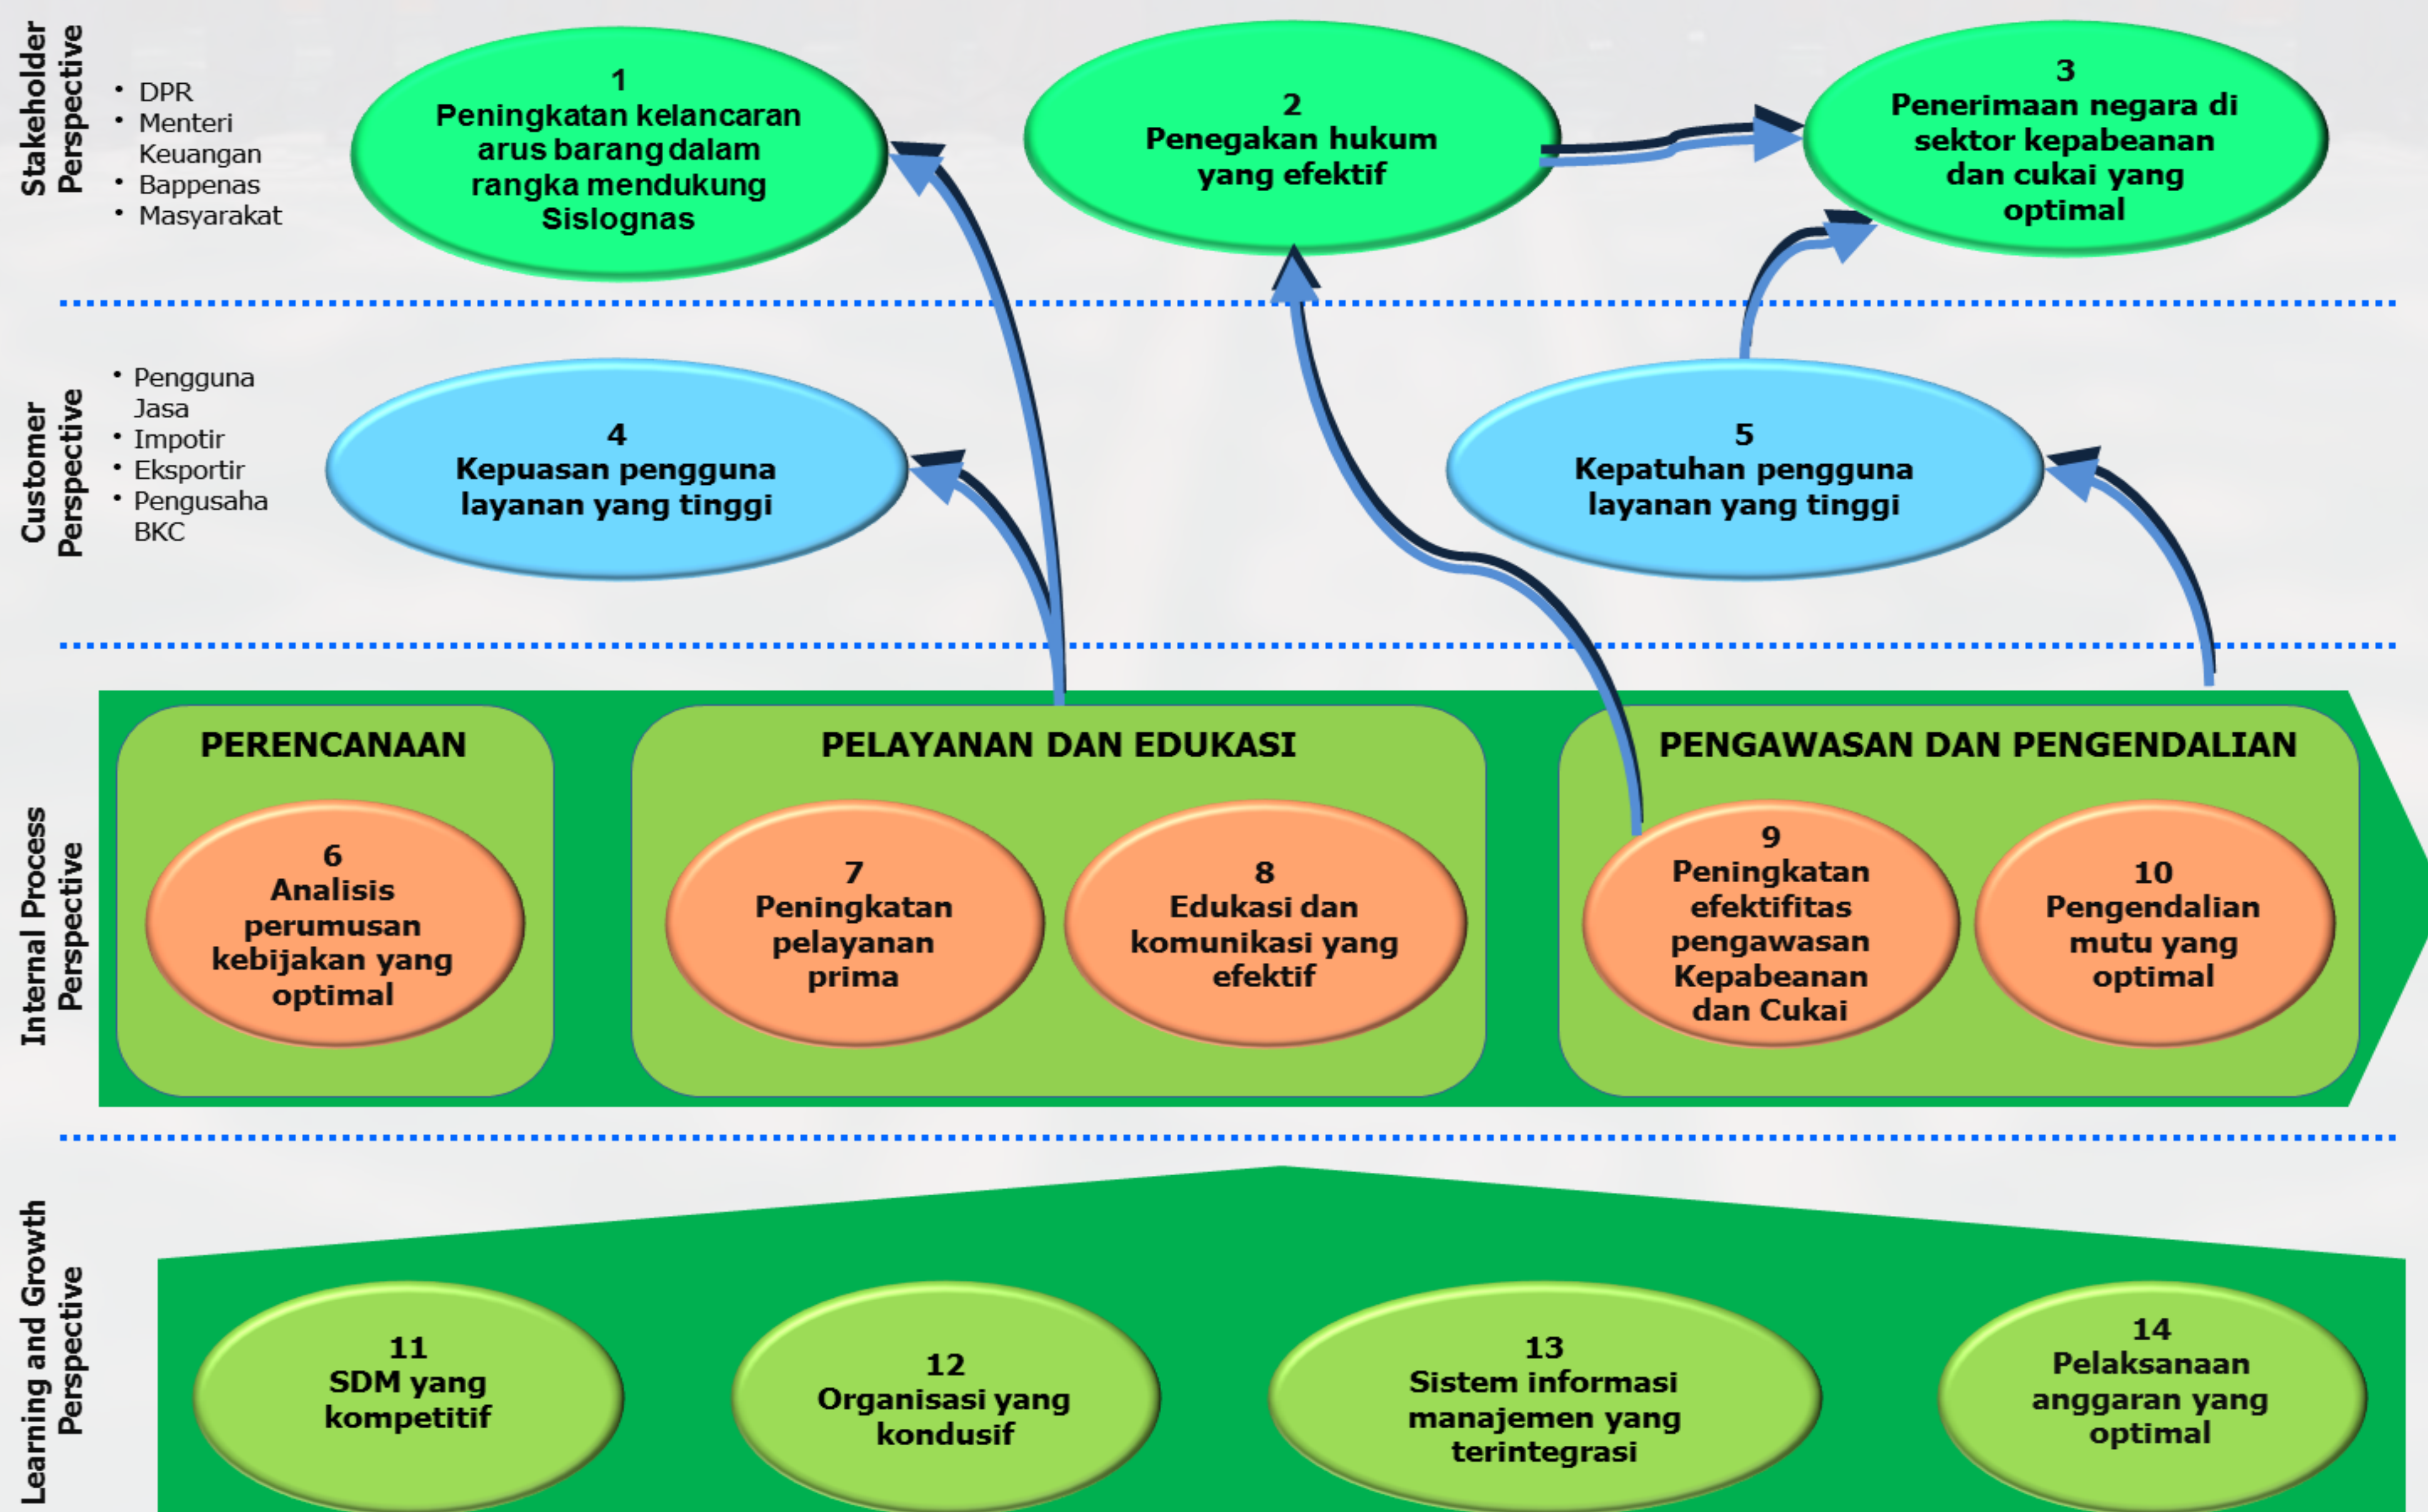 Stakeholder
Perspective
• DPR
• Menteri
Keuangan
• Bappenas
• Masyarakat
1
Peningkatan kelancaran
arus barang dalam
rangka mendukung
Sislognas
2
Penegakan hukum
yang efektif
3
Penerimaan negara di
sektor kepabeanan
dan cukai yang
optimal
Customer
Perspective
• Pengguna
Jasa
• Impotir
• Eksportir
• Pengusaha
BKC
4
Kepuasan pengguna
layanan yang tinggi
5
Kepatuhan pengguna
layanan yang tinggi
Internal Process
Perspective
PERENCANAAN
6
Analisis
perumusan
kebijakan yang
optimal
PELAYANAN DAN EDUKASI
7
Peningkatan
pelayanan
prima
8
Edukasi dan
komunikasi yang
efektif
PENGAWASAN DAN PENGENDALIAN
9
Peningkatan
efektifitas
pengawasan
Kepabeanan
dan Cukai
10
Pengendalian
mutu yang
optimal
Learning and Growth
Perspective
11
SDM yang
kompetitif
12
Organisasi yang
kondusif
13
Sistem informasi
manajemen yang
terintegrasi
14
Pelaksanaan
anggaran yang
optimal